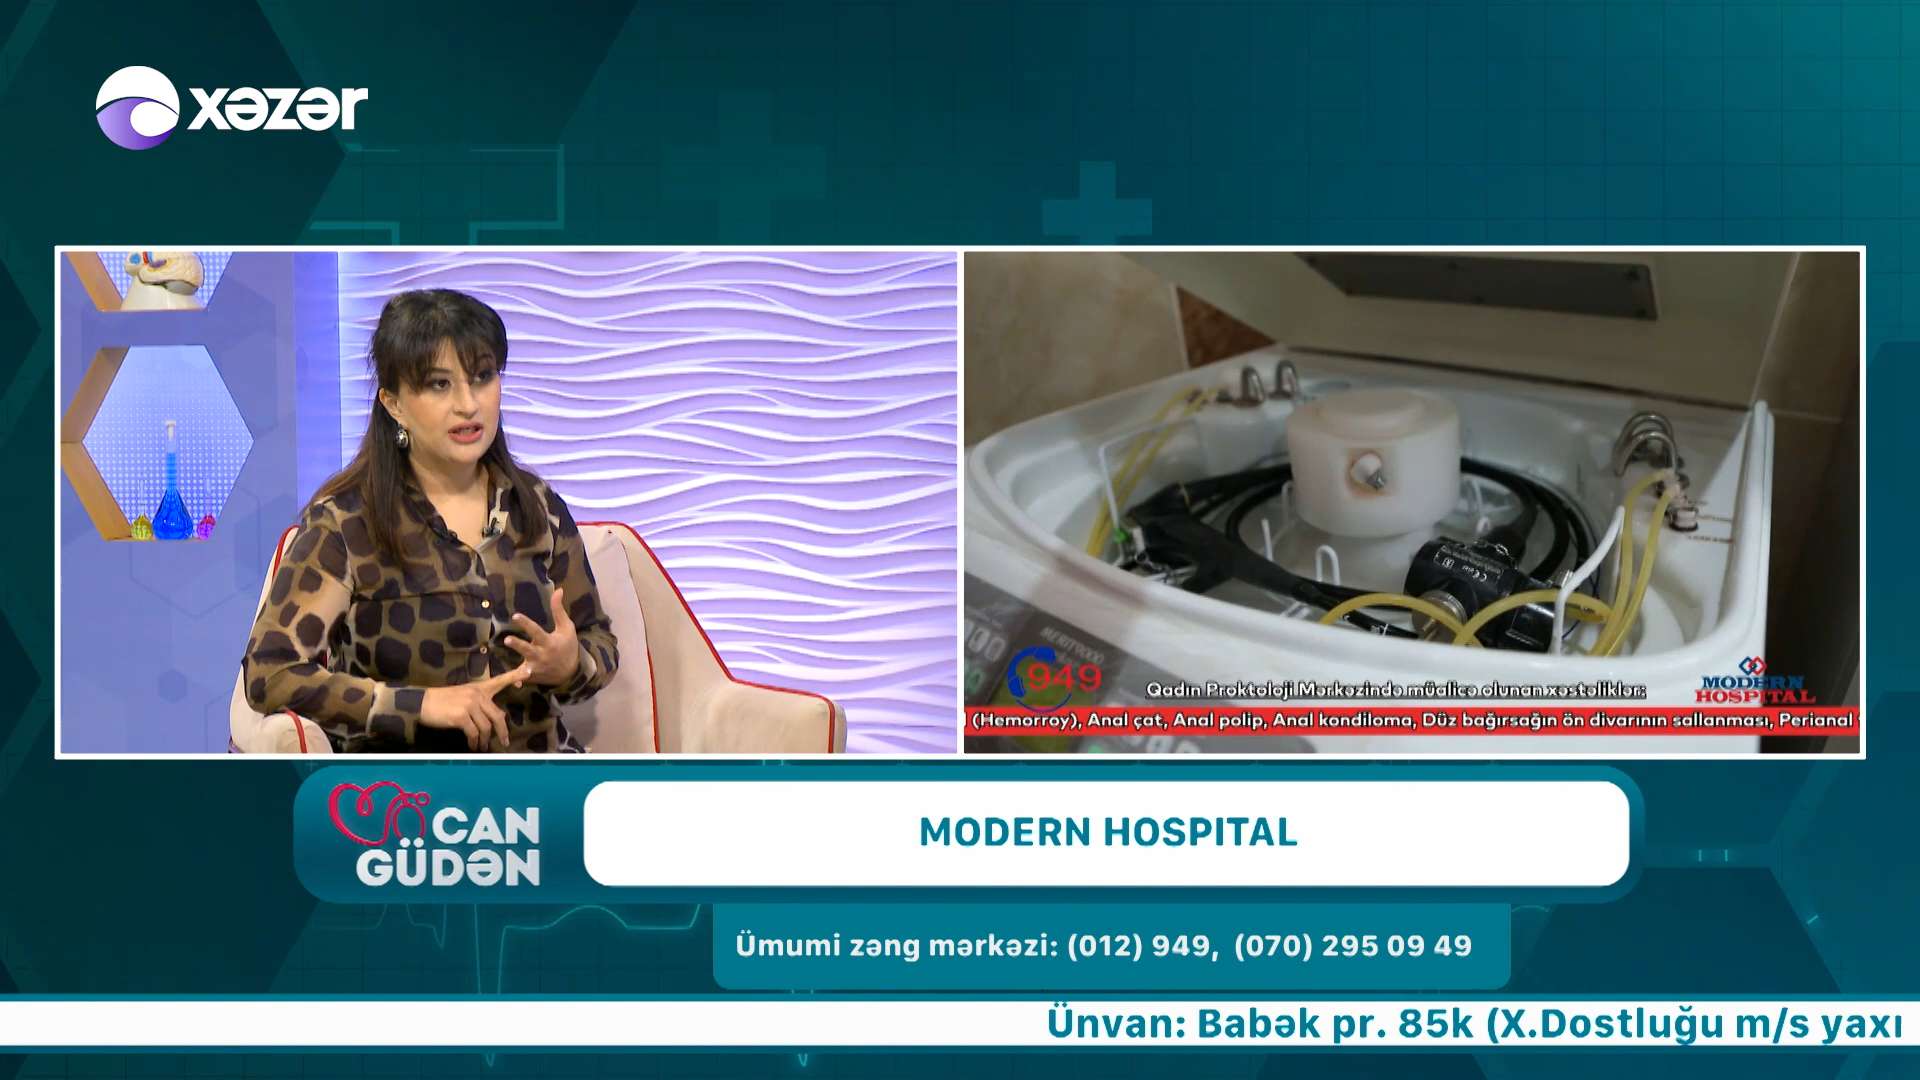 xəzər
949
Qadın Proktoloji Mərkəzində müalicə olunan xəstəliklər:
MODERN
HOSPITAL
(Hemorroy), Anal çat, Anal polip, Anal kondiloma, Düz bağırsağın ön divarının sallanması, Perianal
CAN
GÜDƏN
MODERN HOSPITAL
Ümumi zəng mərkəzi: (012) 949, (070) 295 09 49
Ünvan: Babək pr. 85k (X.Dostluğu m/s yaxı